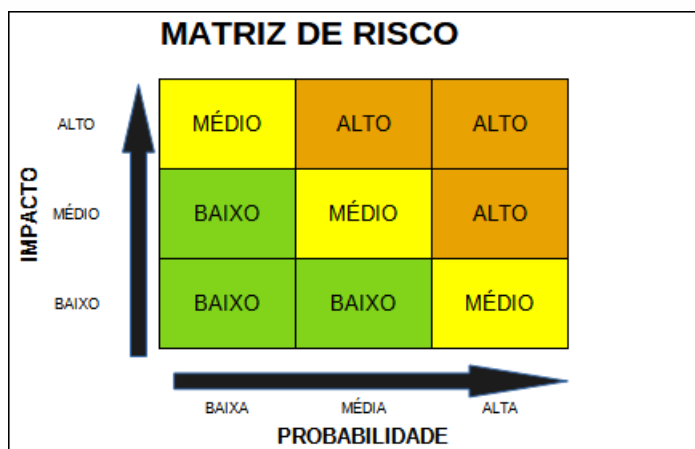 MATRIZ DE RISCO
ALTO
MÉDIO
ALTO
ALTO
IMPACTO
MÉDIO
BAIXO
MÉDIO
ALTO
BAIXO
BAIXO
BAIXO
MÉDIO
BAIXA
MÉDIA
ALTA
PROBABILIDADE